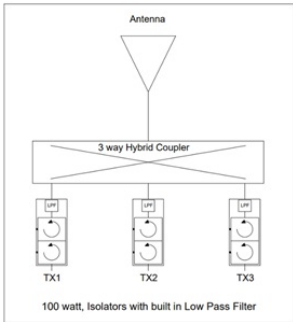 Antenna
3 way Hybrid Coupler
LPF LPF LPF
TX1 TX2 TX3
100 watt, Isolators with built in Low Pass Filter